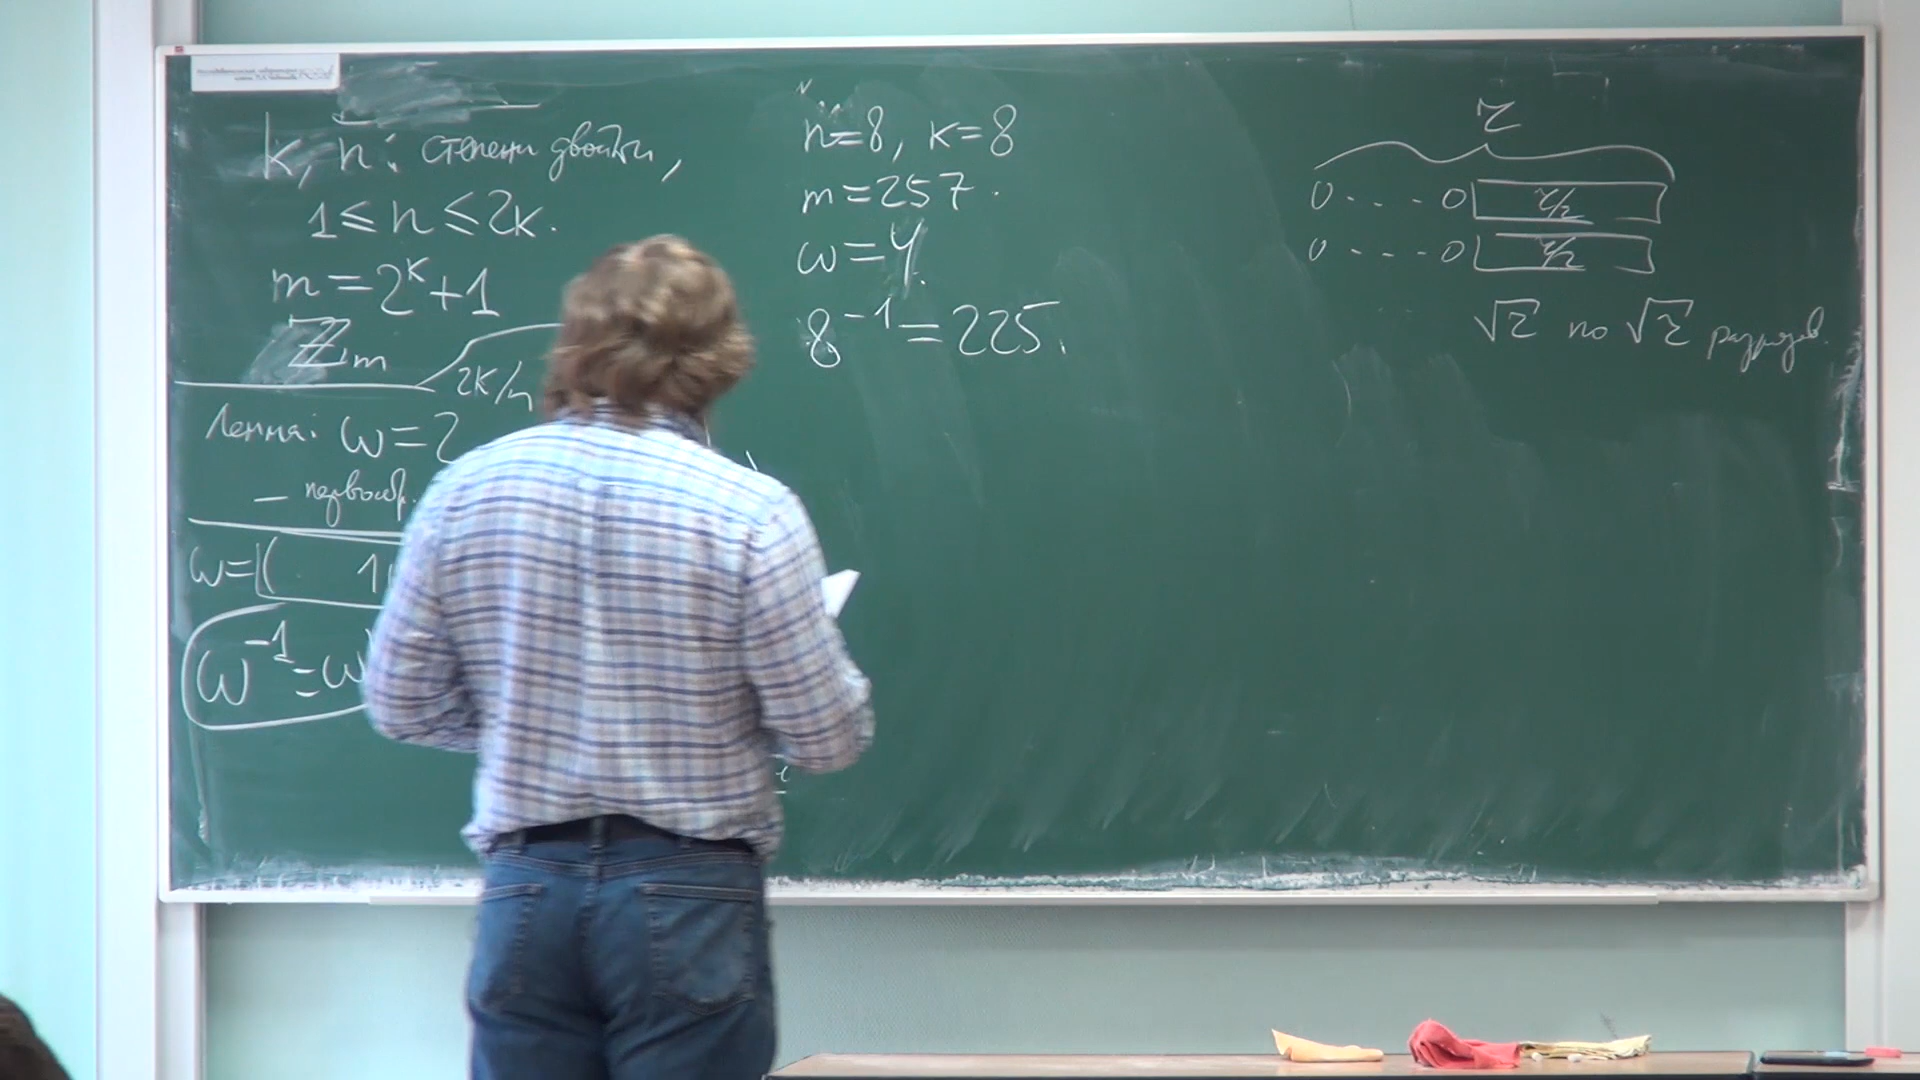 k, n: степени двойки,
1 ≤ n ≤ 2k.
m = 2^k + 1
ℤm
2k/n
Лемма: ω = 2
– первообр.
ω = ( 1
ω^-1 = ω
n=8, k=8
m=257.
ω=4.
8^-1 = 225.
τ
0 - - - 0 τ/2
0 - - - 0 τ/2
√τ по √τ разрядов.